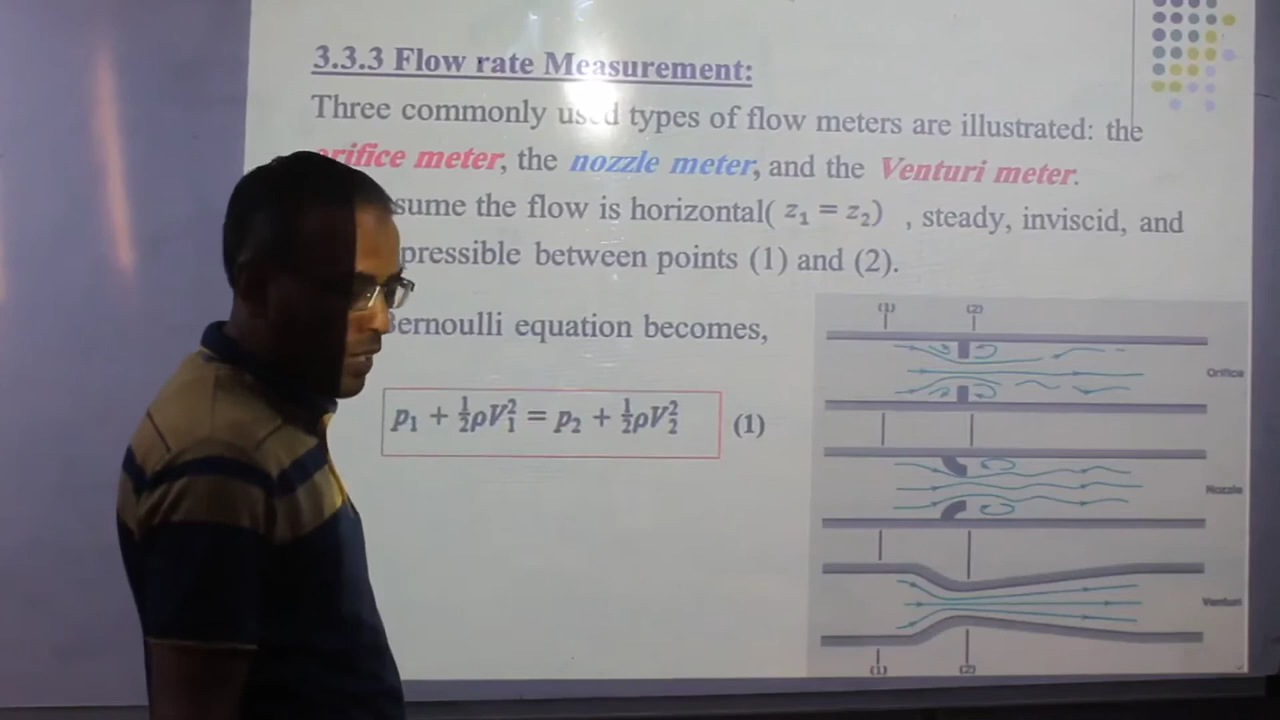 3.3.3 Flow rate Measurement:
Three commonly used types of flow meters are illustrated: the
orifice meter, the nozzle meter, and the Venturi meter.
sume the flow is horizontal( z₁ = z₂) , steady, inviscid, and
pressible between points (1) and (2).
Bernoulli equation becomes,
p₁ + ½ρV₁² = p₂ + ½ρV₂² (1)
(1) (2)
Orifice
Nozzle
Venturi
(1) (2)